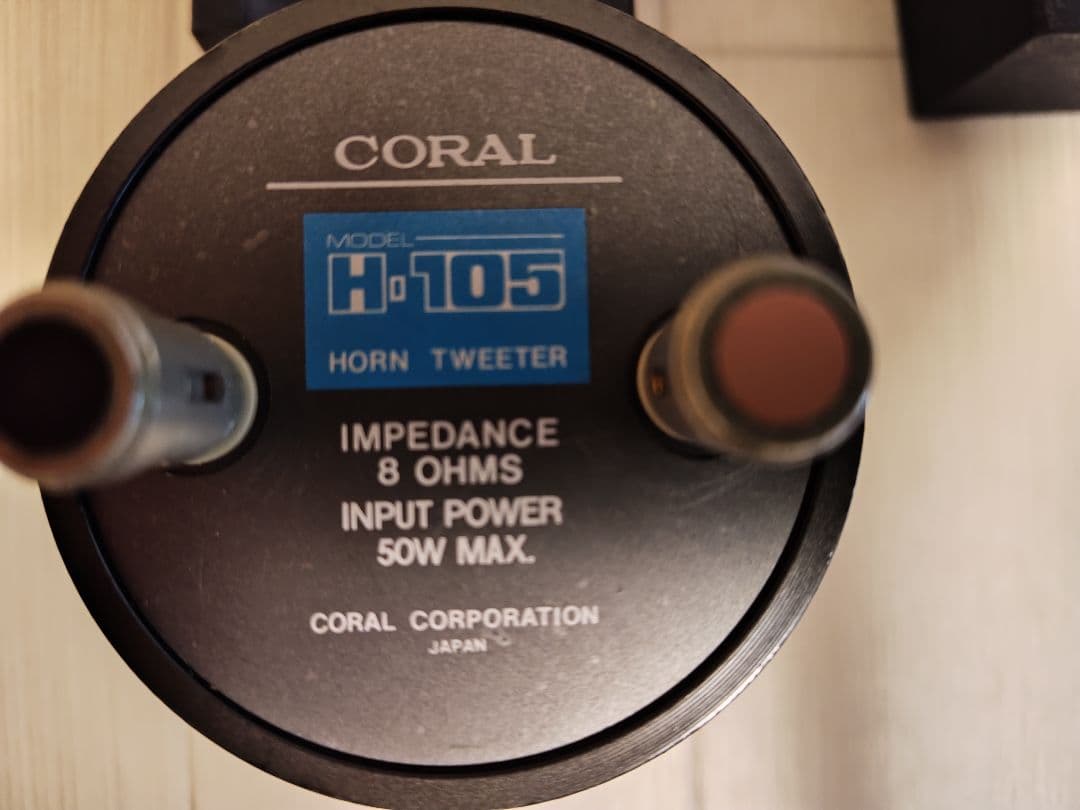 CORAL
MODEL
H-105
HORN TWEETER
IMPEDANCE
8 OHMS
INPUT POWER
50W MAX.
CORAL CORPORATION
JAPAN